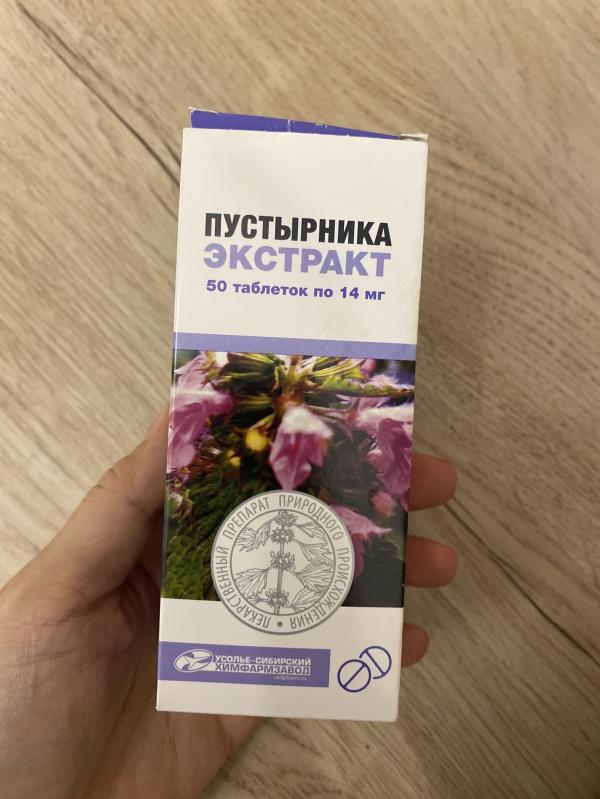 ПУСТЫРНИКА
ЭКСТРАКТ
50 таблеток по 14 мг
ЛЕКАРСТВЕННЫЙ ПРЕПАРАТ ПРИРОДНОГО ПРОИСХОЖДЕНИЯ •
УСОЛЬЕ-СИБИРСКИЙ
ХИМФАРМЗАВОД